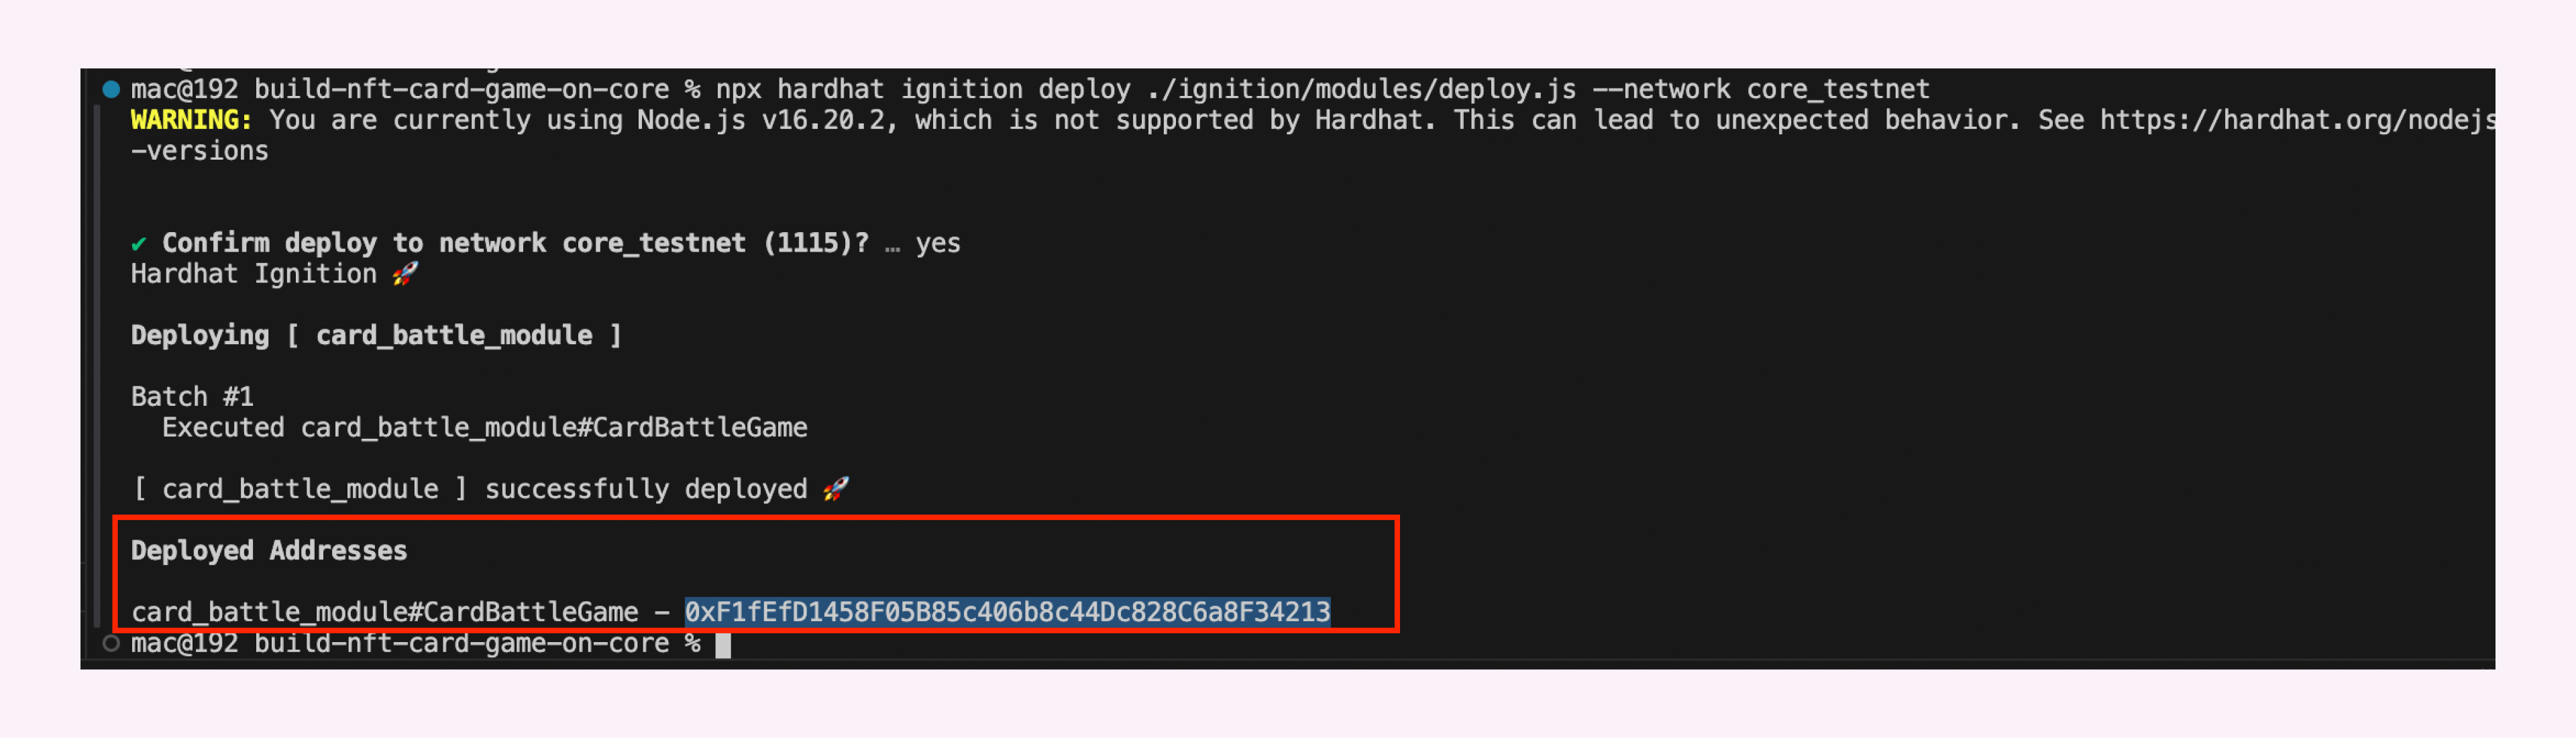 mac@192 build-nft-card-game-on-core % npx hardhat ignition deploy ./ignition/modules/deploy.js --network core_testnet
WARNING: You are currently using Node.js v16.20.2, which is not supported by Hardhat. This can lead to unexpected behavior. See https://hardhat.org/nodejs
-versions
✔ Confirm deploy to network core_testnet (1115)? … yes
Hardhat Ignition 🚀
Deploying [ card_battle_module ]
Batch #1
Executed card_battle_module#CardBattleGame
[ card_battle_module ] successfully deployed 🚀
Deployed Addresses
card_battle_module#CardBattleGame - 0xF1fEfD1458F05B85c406b8c44Dc828C6a8F34213
mac@192 build-nft-card-game-on-core %